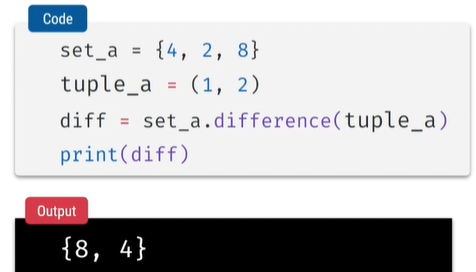 Code
set_a = {4, 2, 8}
tuple_a = (1, 2)
diff = set_a.difference(tuple_a)
print(diff)
Output
{8, 4}